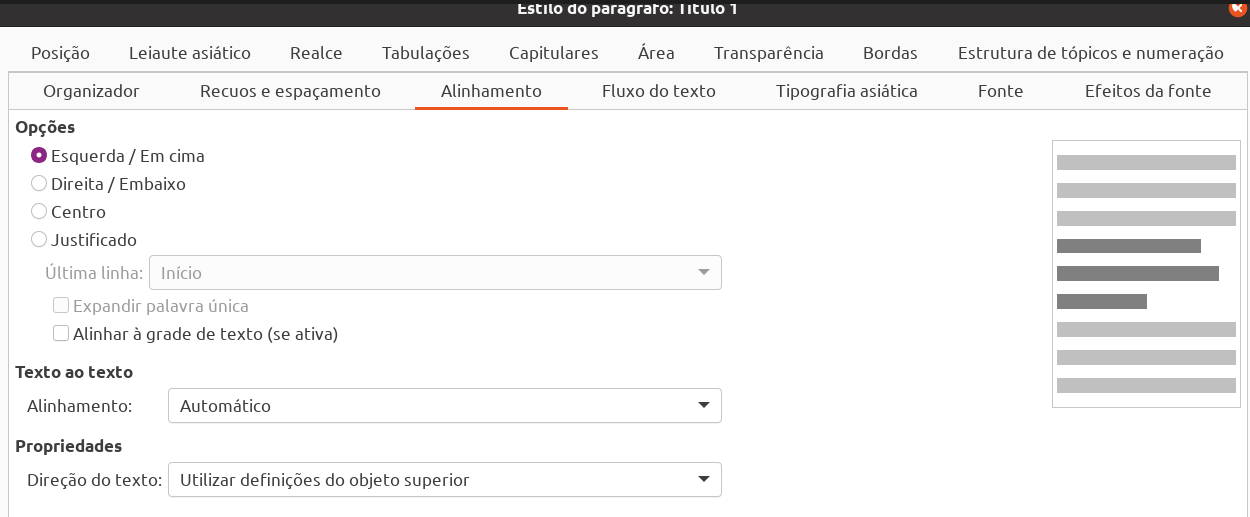 Estilo do parágrafo: Título 1
Posição Leiaute asiático Realce Tabulações Capitulares Área Transparência Bordas Estrutura de tópicos e numeração
Organizador Recuos e espaçamento Alinhamento Fluxo do texto Tipografia asiática Fonte Efeitos da fonte
Opções
Esquerda / Em cima
Direita / Embaixo
Centro
Justificado
Última linha: Início
Expandir palavra única
Alinhar à grade de texto (se ativa)
Texto ao texto
Alinhamento: Automático
Propriedades
Direção do texto: Utilizar definições do objeto superior